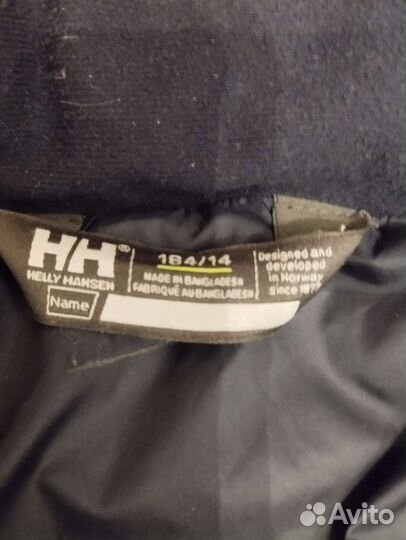 HH®
HELLY HANSEN
164/14
MADE IN BANGLADESH
FABRIQUÉ AU BANGLADESH
Designed and
developed
in Norway
since
Name
Avito